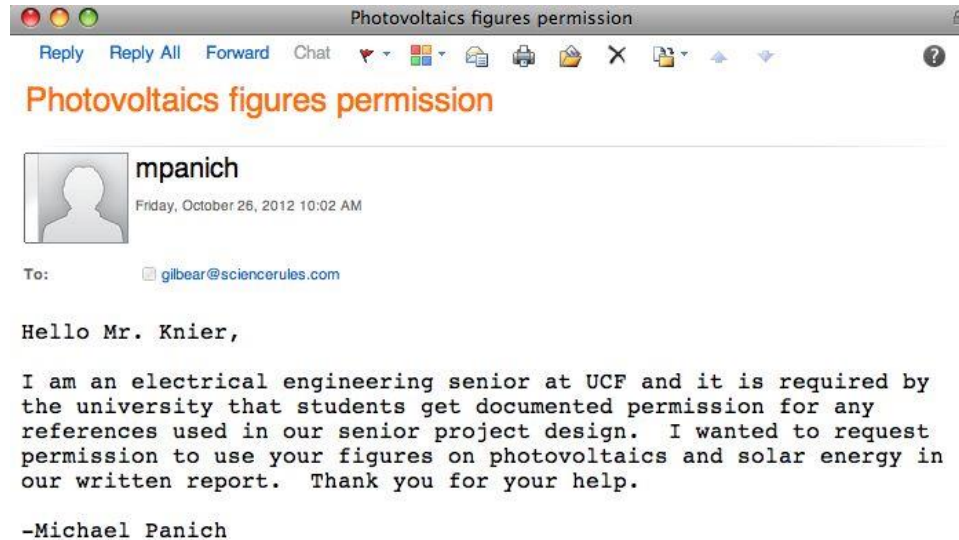 Photovoltaics figures permission
Reply Reply All Forward Chat
Photovoltaics figures permission
mpanich
Friday, October 26, 2012 10:02 AM
To: gilbear@sciencerules.com
Hello Mr. Knier,
I am an electrical engineering senior at UCF and it is required by
the university that students get documented permission for any
references used in our senior project design. I wanted to request
permission to use your figures on photovoltaics and solar energy in
our written report. Thank you for your help.
-Michael Panich